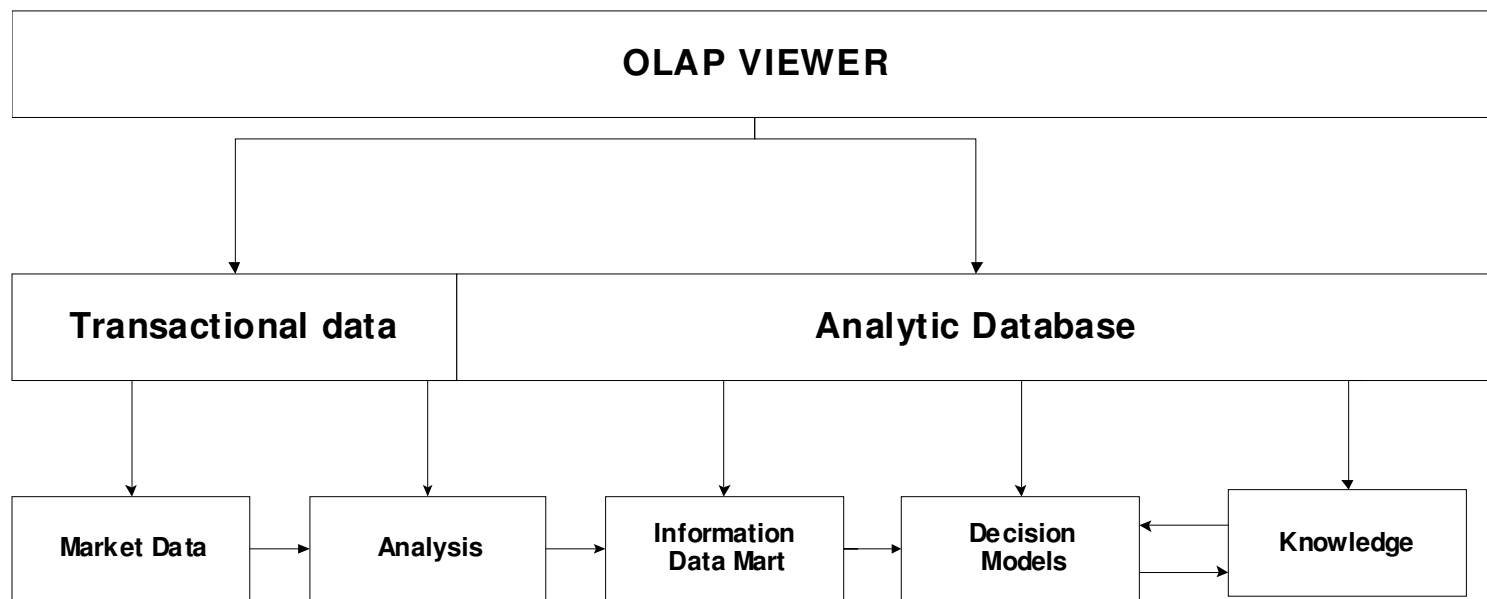 OLAP VIEWER
Transactional data
Analytic Database
Market Data
Analysis
Information
Data Mart
Decision
Models
Knowledge